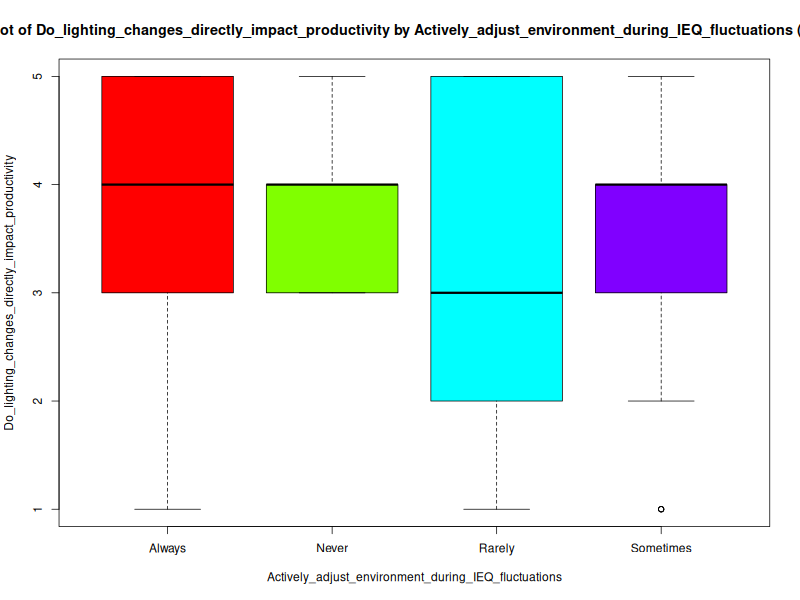 ot of Do_lighting_changes_directly_impact_productivity by Actively_adjust_environment_during_IEQ_fluctuations (
Do_lighting_changes_directly_impact_productivity
5
4
3
2
1
Always Never Rarely Sometimes
Actively_adjust_environment_during_IEQ_fluctuations